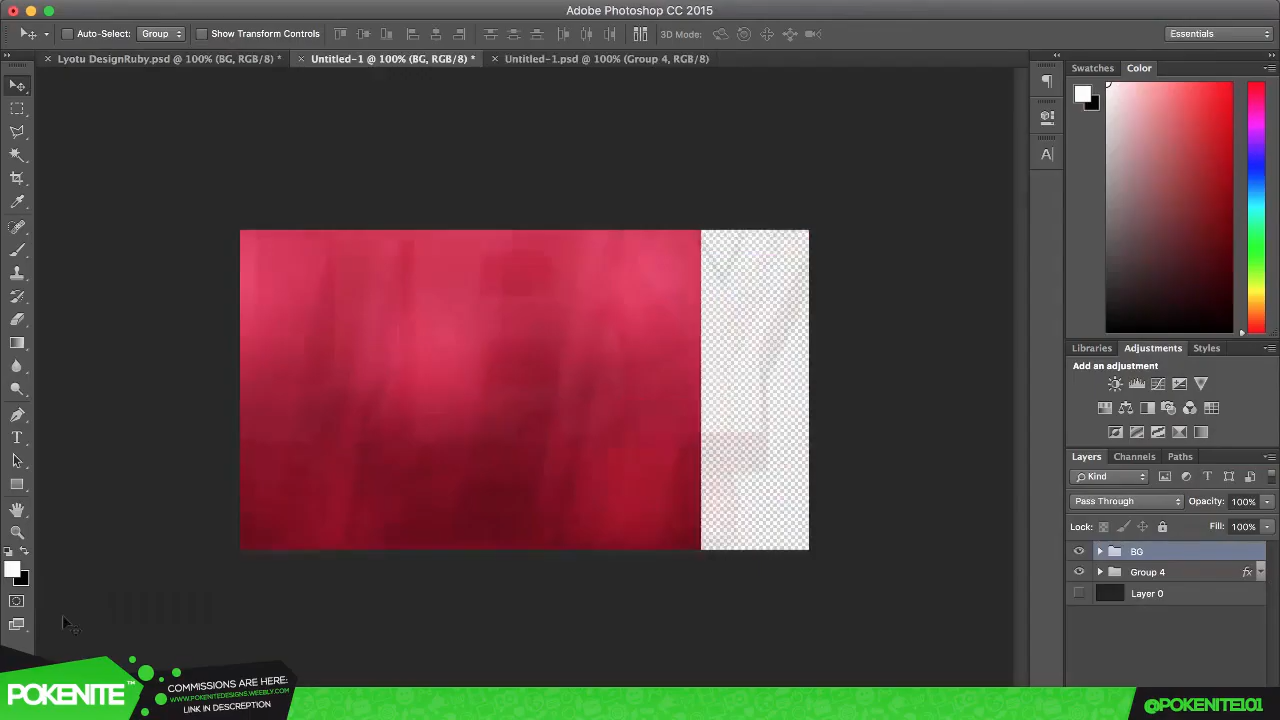 Adobe Photoshop CC 2015
Auto-Select: Group Show Transform Controls 3D Mode: Essentials
Lyotu DesignRuby.psd @ 100% (BG, RGB/8) * Untitled-1 @ 100% (BG, RGB/8) * Untitled-1.psd @ 100% (Group 4, RGB/8)
Swatches Color
Libraries Adjustments Styles
Add an adjustment
Layers Channels Paths
Kind
Pass Through Opacity: 100%
Lock: Fill: 100%
BG
Group 4 fx
Layer 0
POKENITE™
COMMISSIONS ARE HERE:
WWW.POKENITEDESIGNS.WEEBLY.COM
LINK IN DESCRIPTION
@POKENITE101